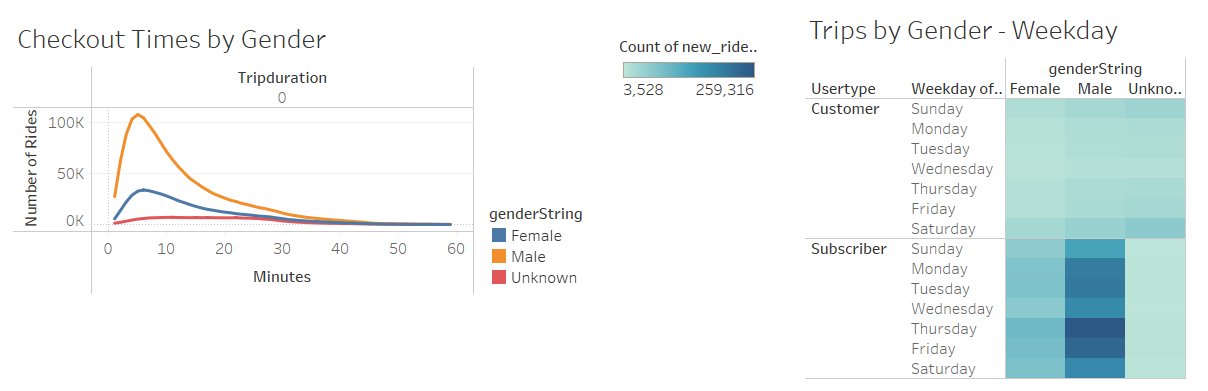 Checkout Times by Gender
Tripduration
0
Number of Rides
100K
50K
0K
0 10 20 30 40 50 60
Minutes
genderString
Female
Male
Unknown
Count of new_ride..
3,528 259,316
Trips by Gender - Weekday
genderString
Usertype Weekday of.. Female Male Unkno..
Customer Sunday
Monday
Tuesday
Wednesday
Thursday
Friday
Saturday
Subscriber Sunday
Monday
Tuesday
Wednesday
Thursday
Friday
Saturday